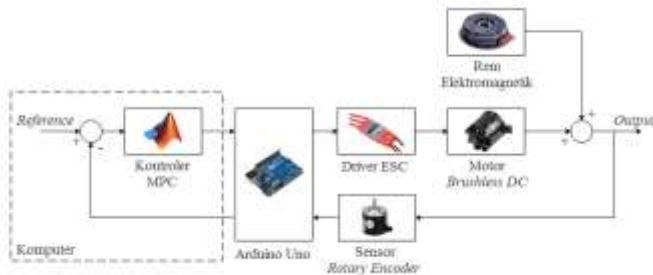 Rem
Elektromagnetik
Reference
Output
+
-
+
+
Kontroler
MPC
Driver ESC
Motor
Brushless DC
Komputer
Arduino Uno
Sensor
Rotary Encoder